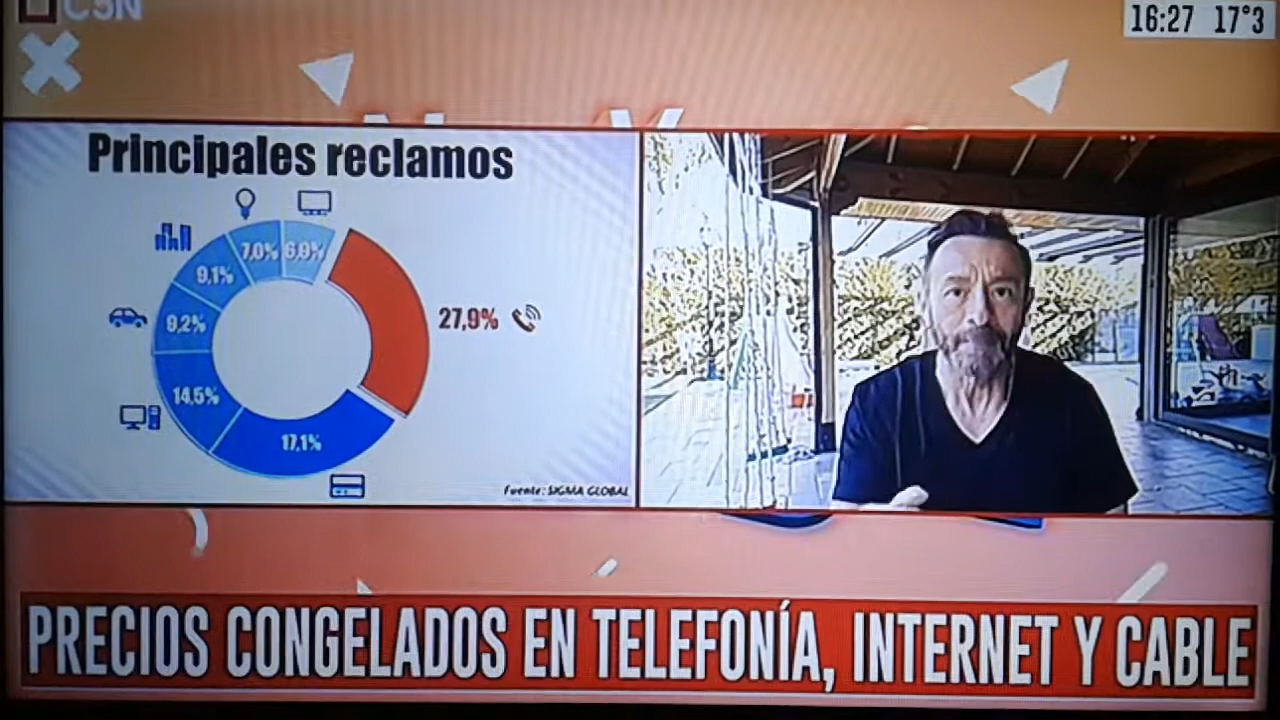 C5N
16:27 17°3
Principales reclamos
7,0% 6,9%
9,1%
27,9%
9,2%
14,5%
17,1%
Fuente: SIGMA GLOBAL
PRECIOS CONGELADOS EN TELEFONÍA, INTERNET Y CABLE